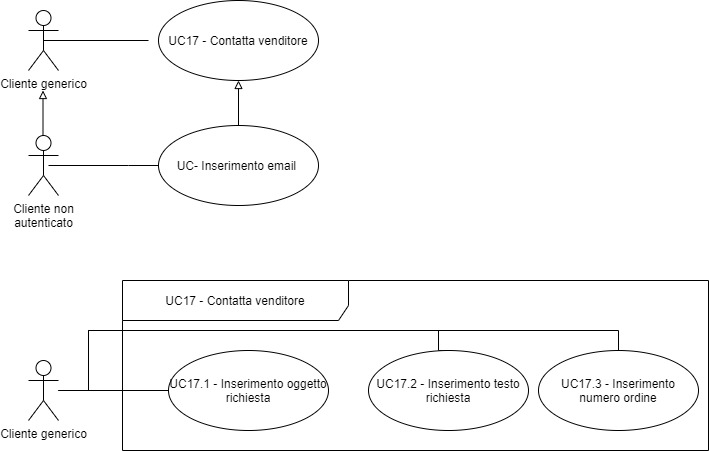 UC17 - Contatta venditore
Cliente generico
UC- Inserimento email
Cliente non
autenticato
UC17 - Contatta venditore
UC17.1 - Inserimento oggetto
richiesta
UC17.2 - Inserimento testo
richiesta
UC17.3 - Inserimento
numero ordine
Cliente generico